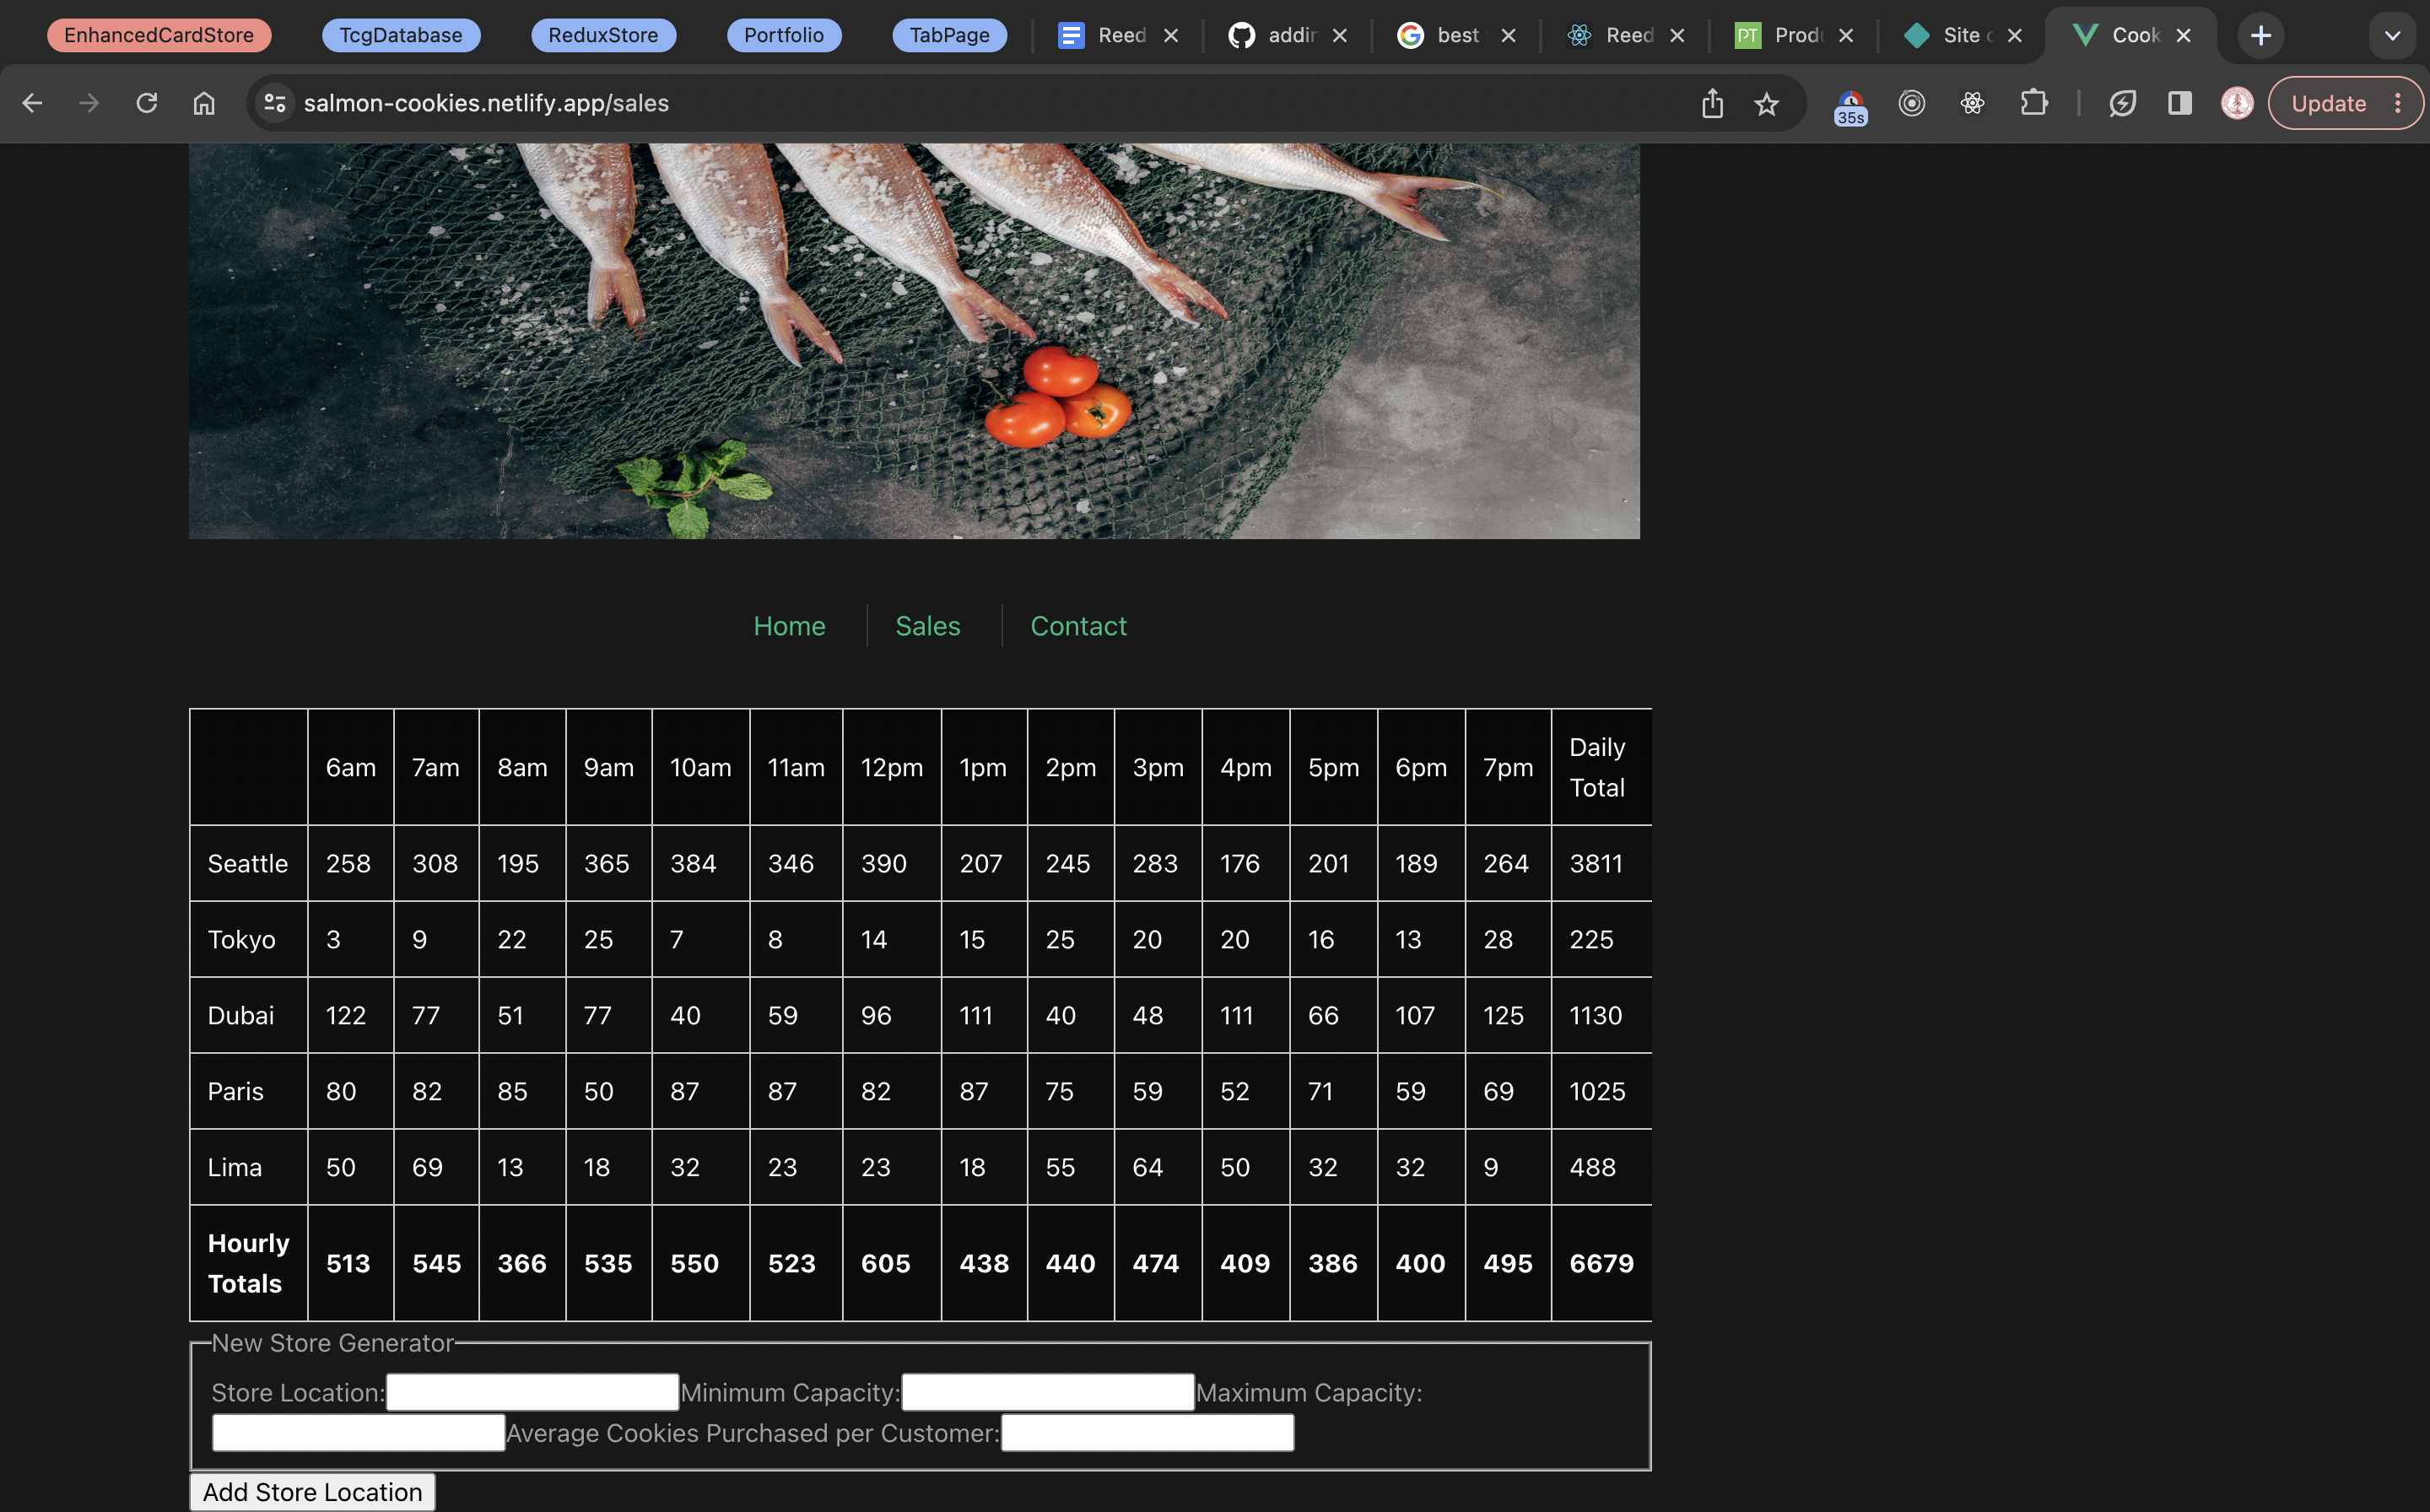 EnhancedCardStore TcgDatabase ReduxStore Portfolio TabPage Reed addin best Reed PT Produ Site Cook
salmon-cookies.netlify.app/sales 35s Update
Home Sales Contact
6am 7am 8am 9am 10am 11am 12pm 1pm 2pm 3pm 4pm 5pm 6pm 7pm Daily Total
Seattle 258 308 195 365 384 346 390 207 245 283 176 201 189 264 3811
Tokyo 3 9 22 25 7 8 14 15 25 20 20 16 13 28 225
Dubai 122 77 51 77 40 59 96 111 40 48 111 66 107 125 1130
Paris 80 82 85 50 87 87 82 87 75 59 52 71 59 69 1025
Lima 50 69 13 18 32 23 23 18 55 64 50 32 32 9 488
Hourly Totals 513 545 366 535 550 523 605 438 440 474 409 386 400 495 6679
New Store Generator
Store Location: Minimum Capacity: Maximum Capacity:
Average Cookies Purchased per Customer:
Add Store Location